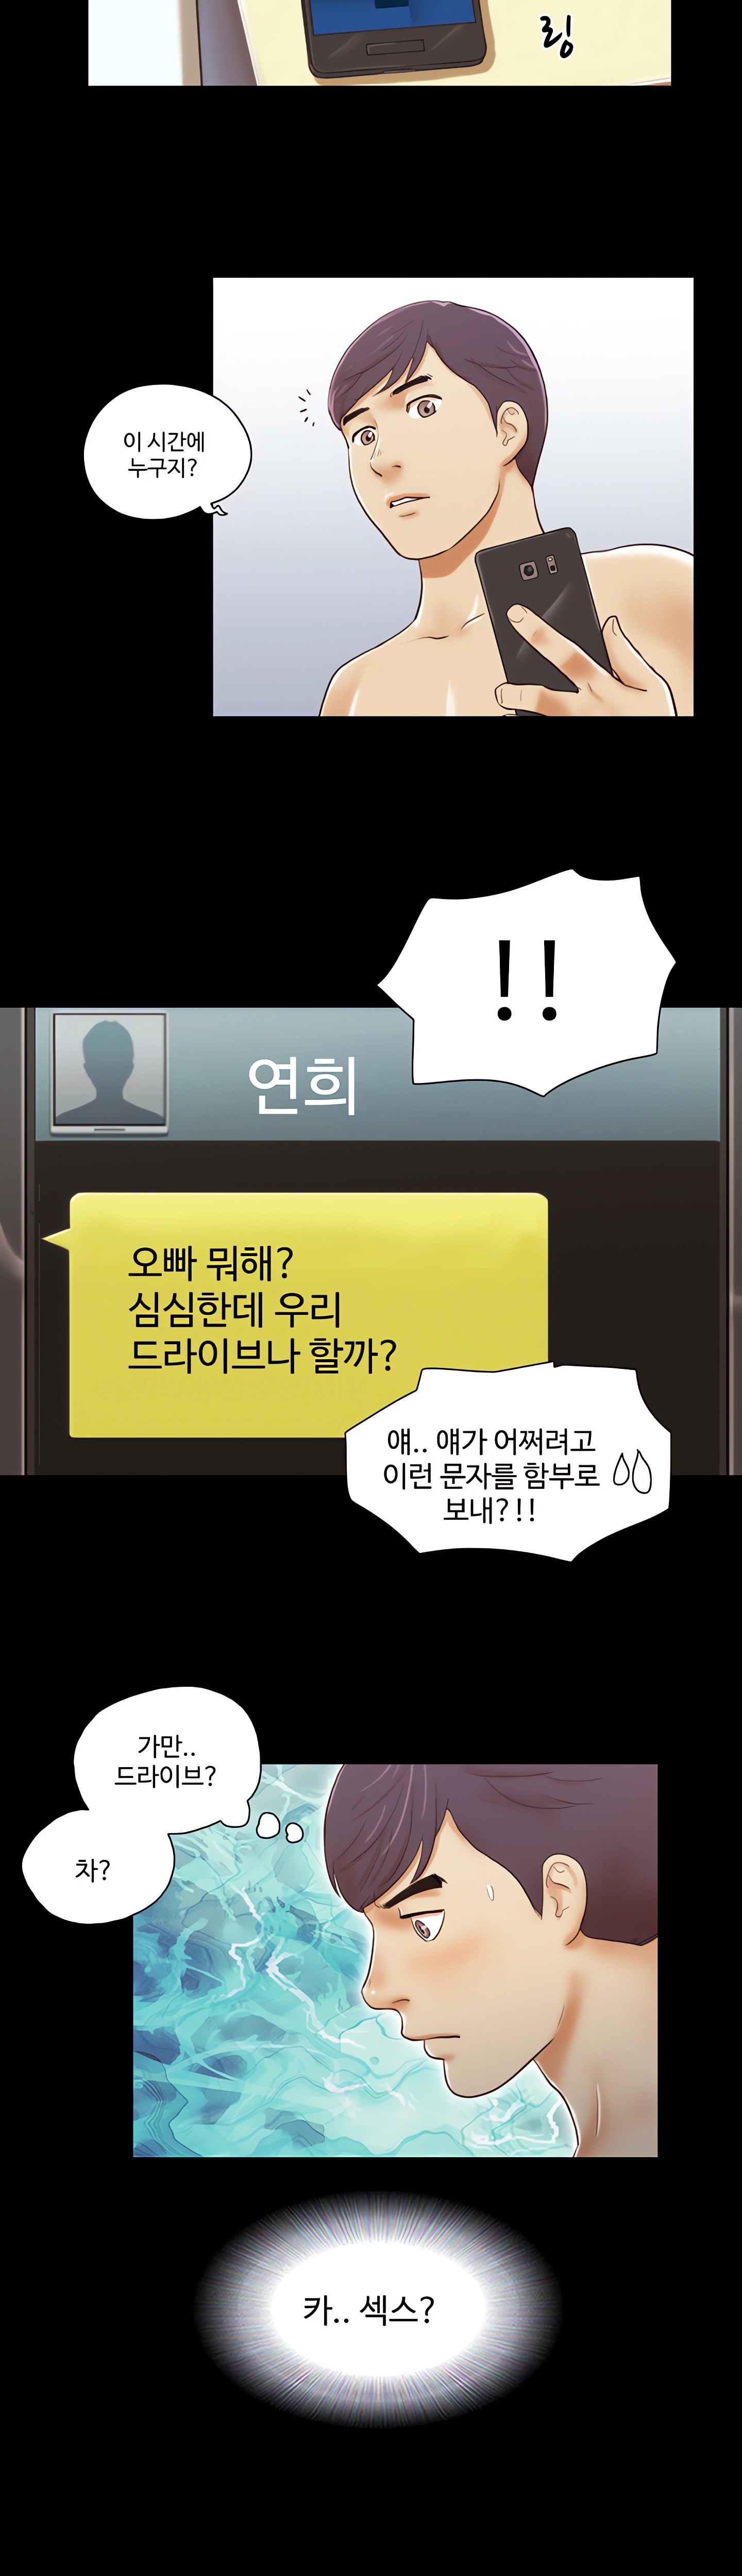 링
이 시간에
누구지?
!!
연희
오빠 뭐해?
심심한데 우리
드라이브나 할까?
얘.. 얘가 어쩌려고
이런 문자를 함부로
보내?!!
가만..
드라이브?
차?
카.. 섹스?